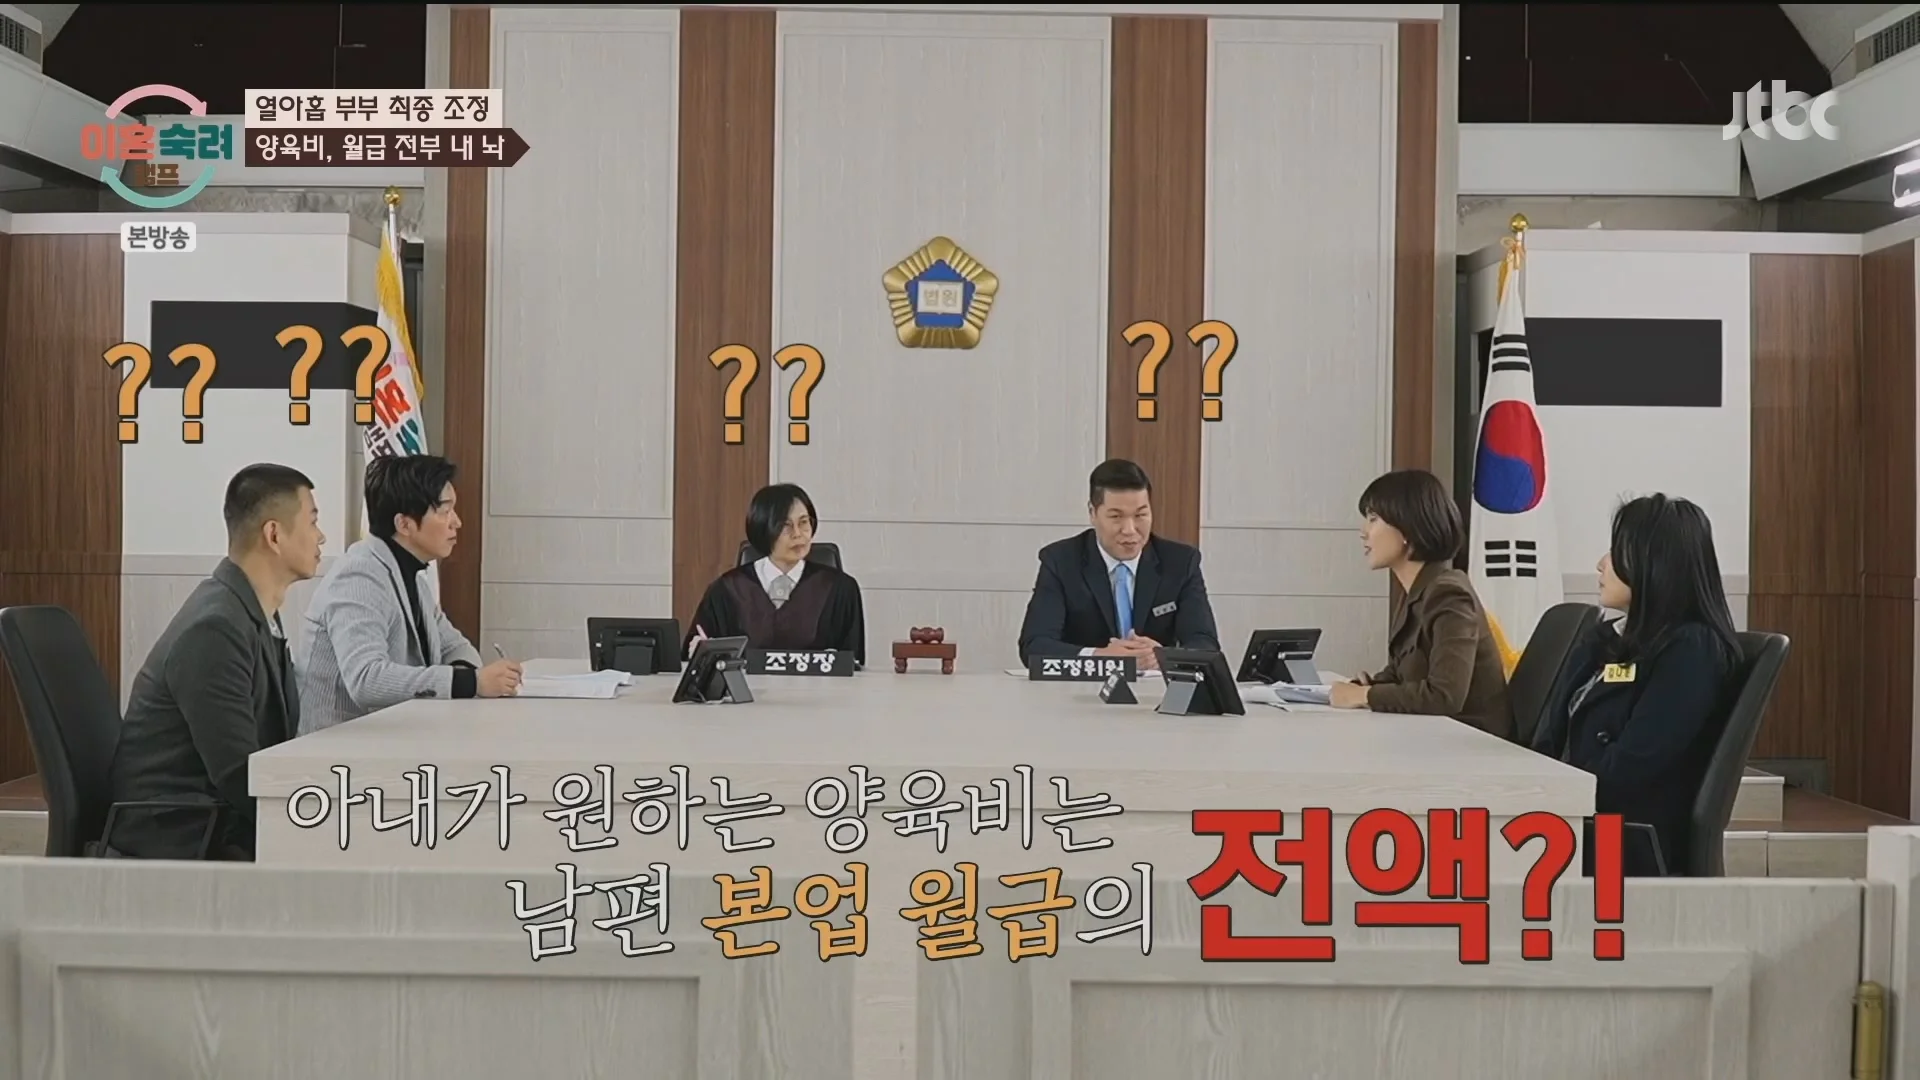 이혼 숙려
캠프
본방송
열아홉 부부 최종 조정
양육비, 월급 전부 내 놔
jtbc
법원
?? ?? ?? ??
조정장
조정위원
아내가 원하는 양육비는
남편 본업 월급의 전액?!